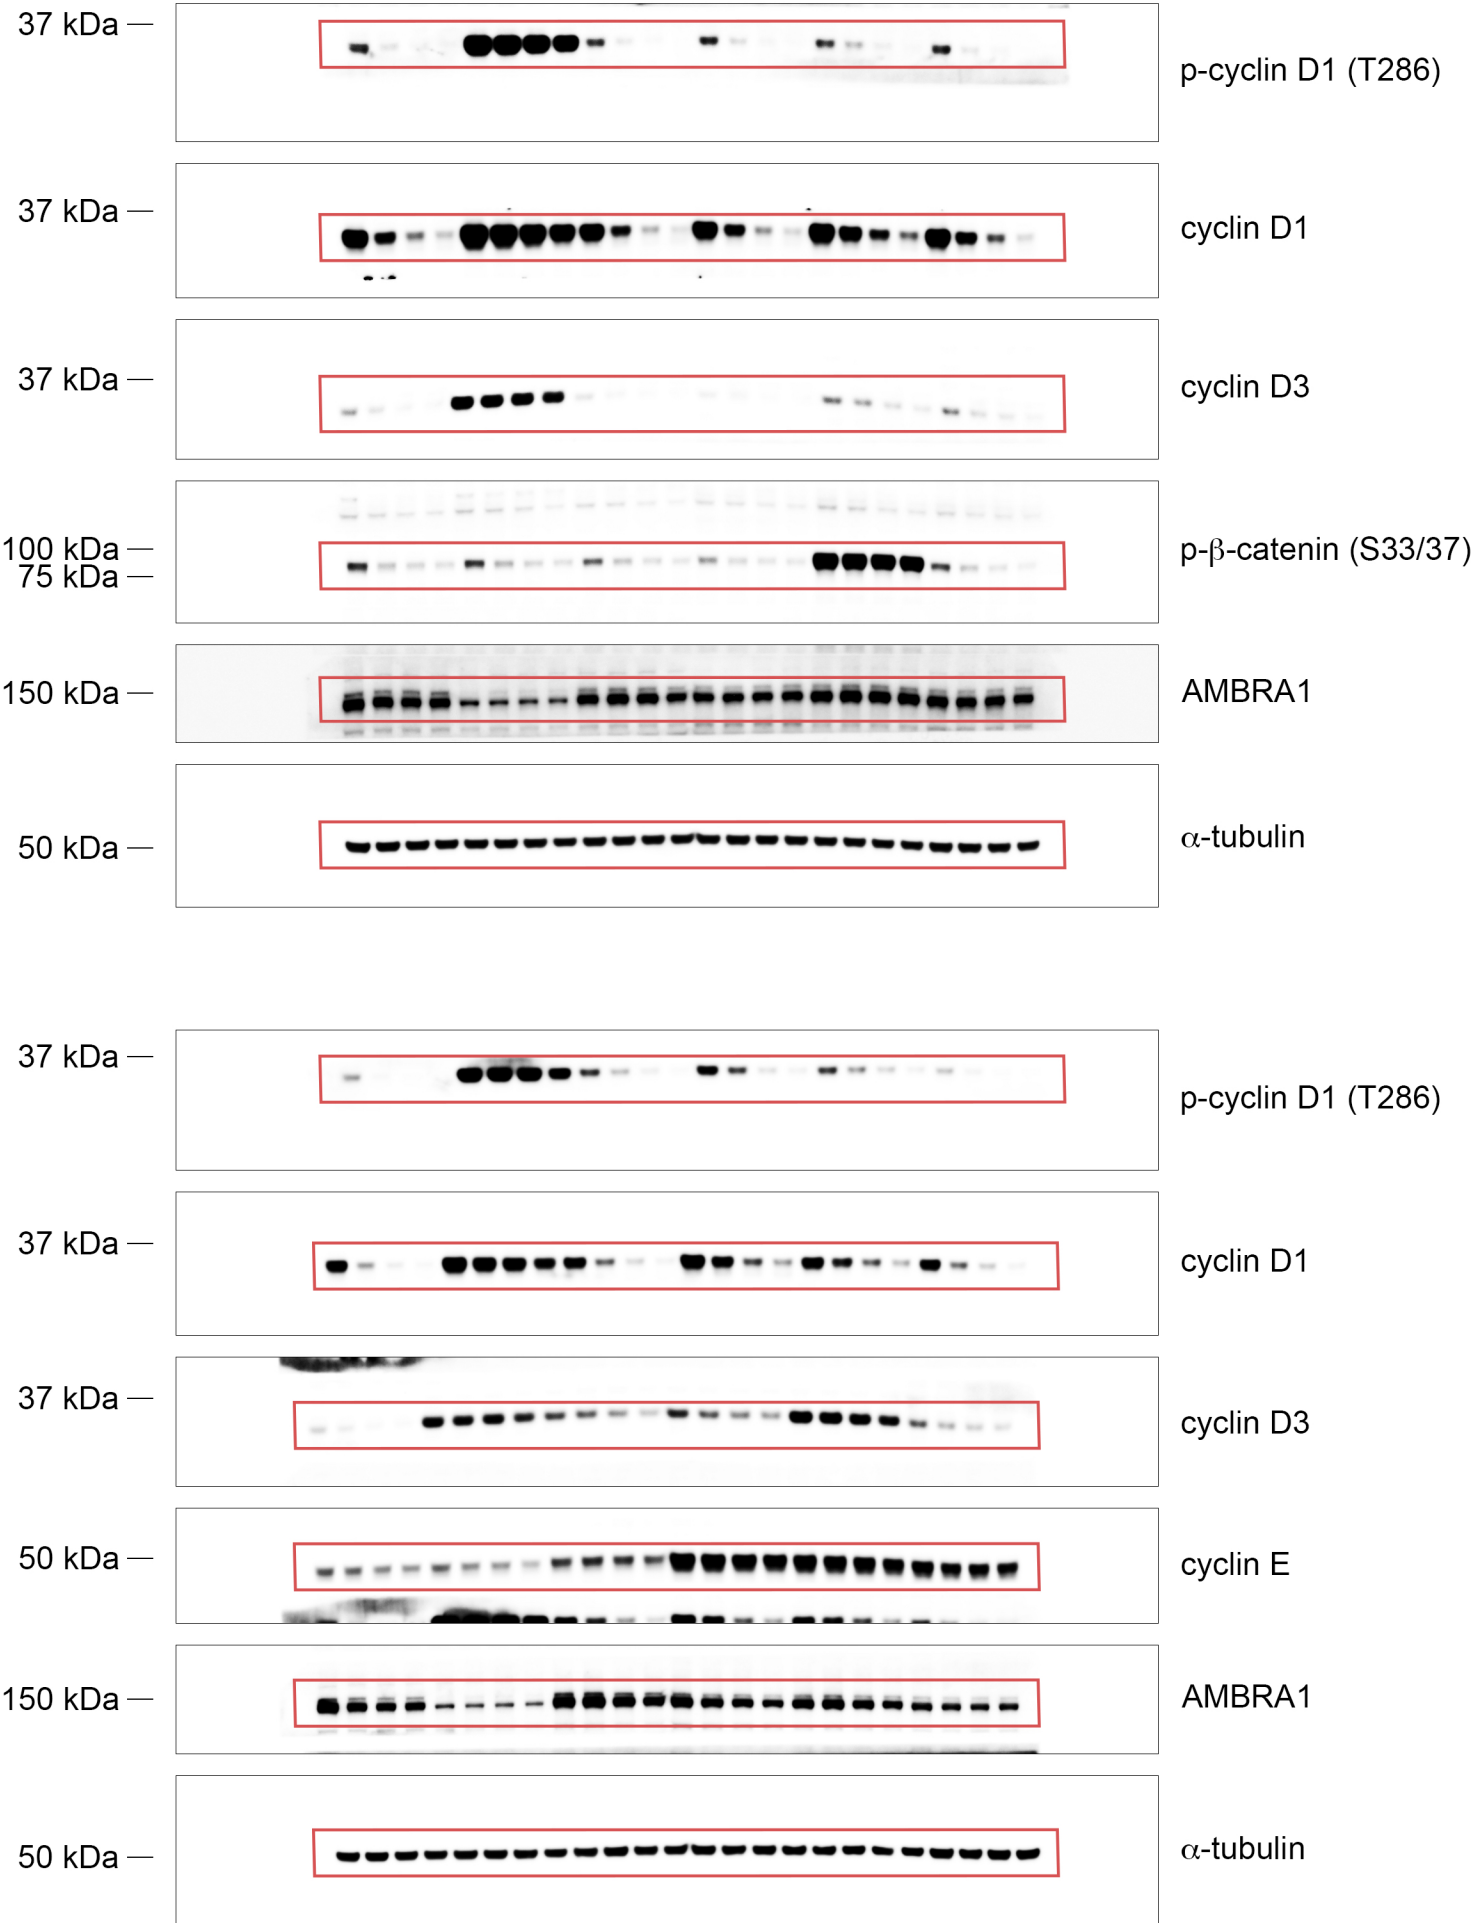 37 kDa
p-cyclin D1 (T286)
37 kDa
cyclin D1
37 kDa
cyclin D3
100 kDa
p-β-catenin (S33/37)
75 kDa
150 kDa
AMBRA1
50 kDa
α-tubulin
37 kDa
p-cyclin D1 (T286)
37 kDa
cyclin D1
37 kDa
cyclin D3
50 kDa
cyclin E
150 kDa
AMBRA1
50 kDa
α-tubulin